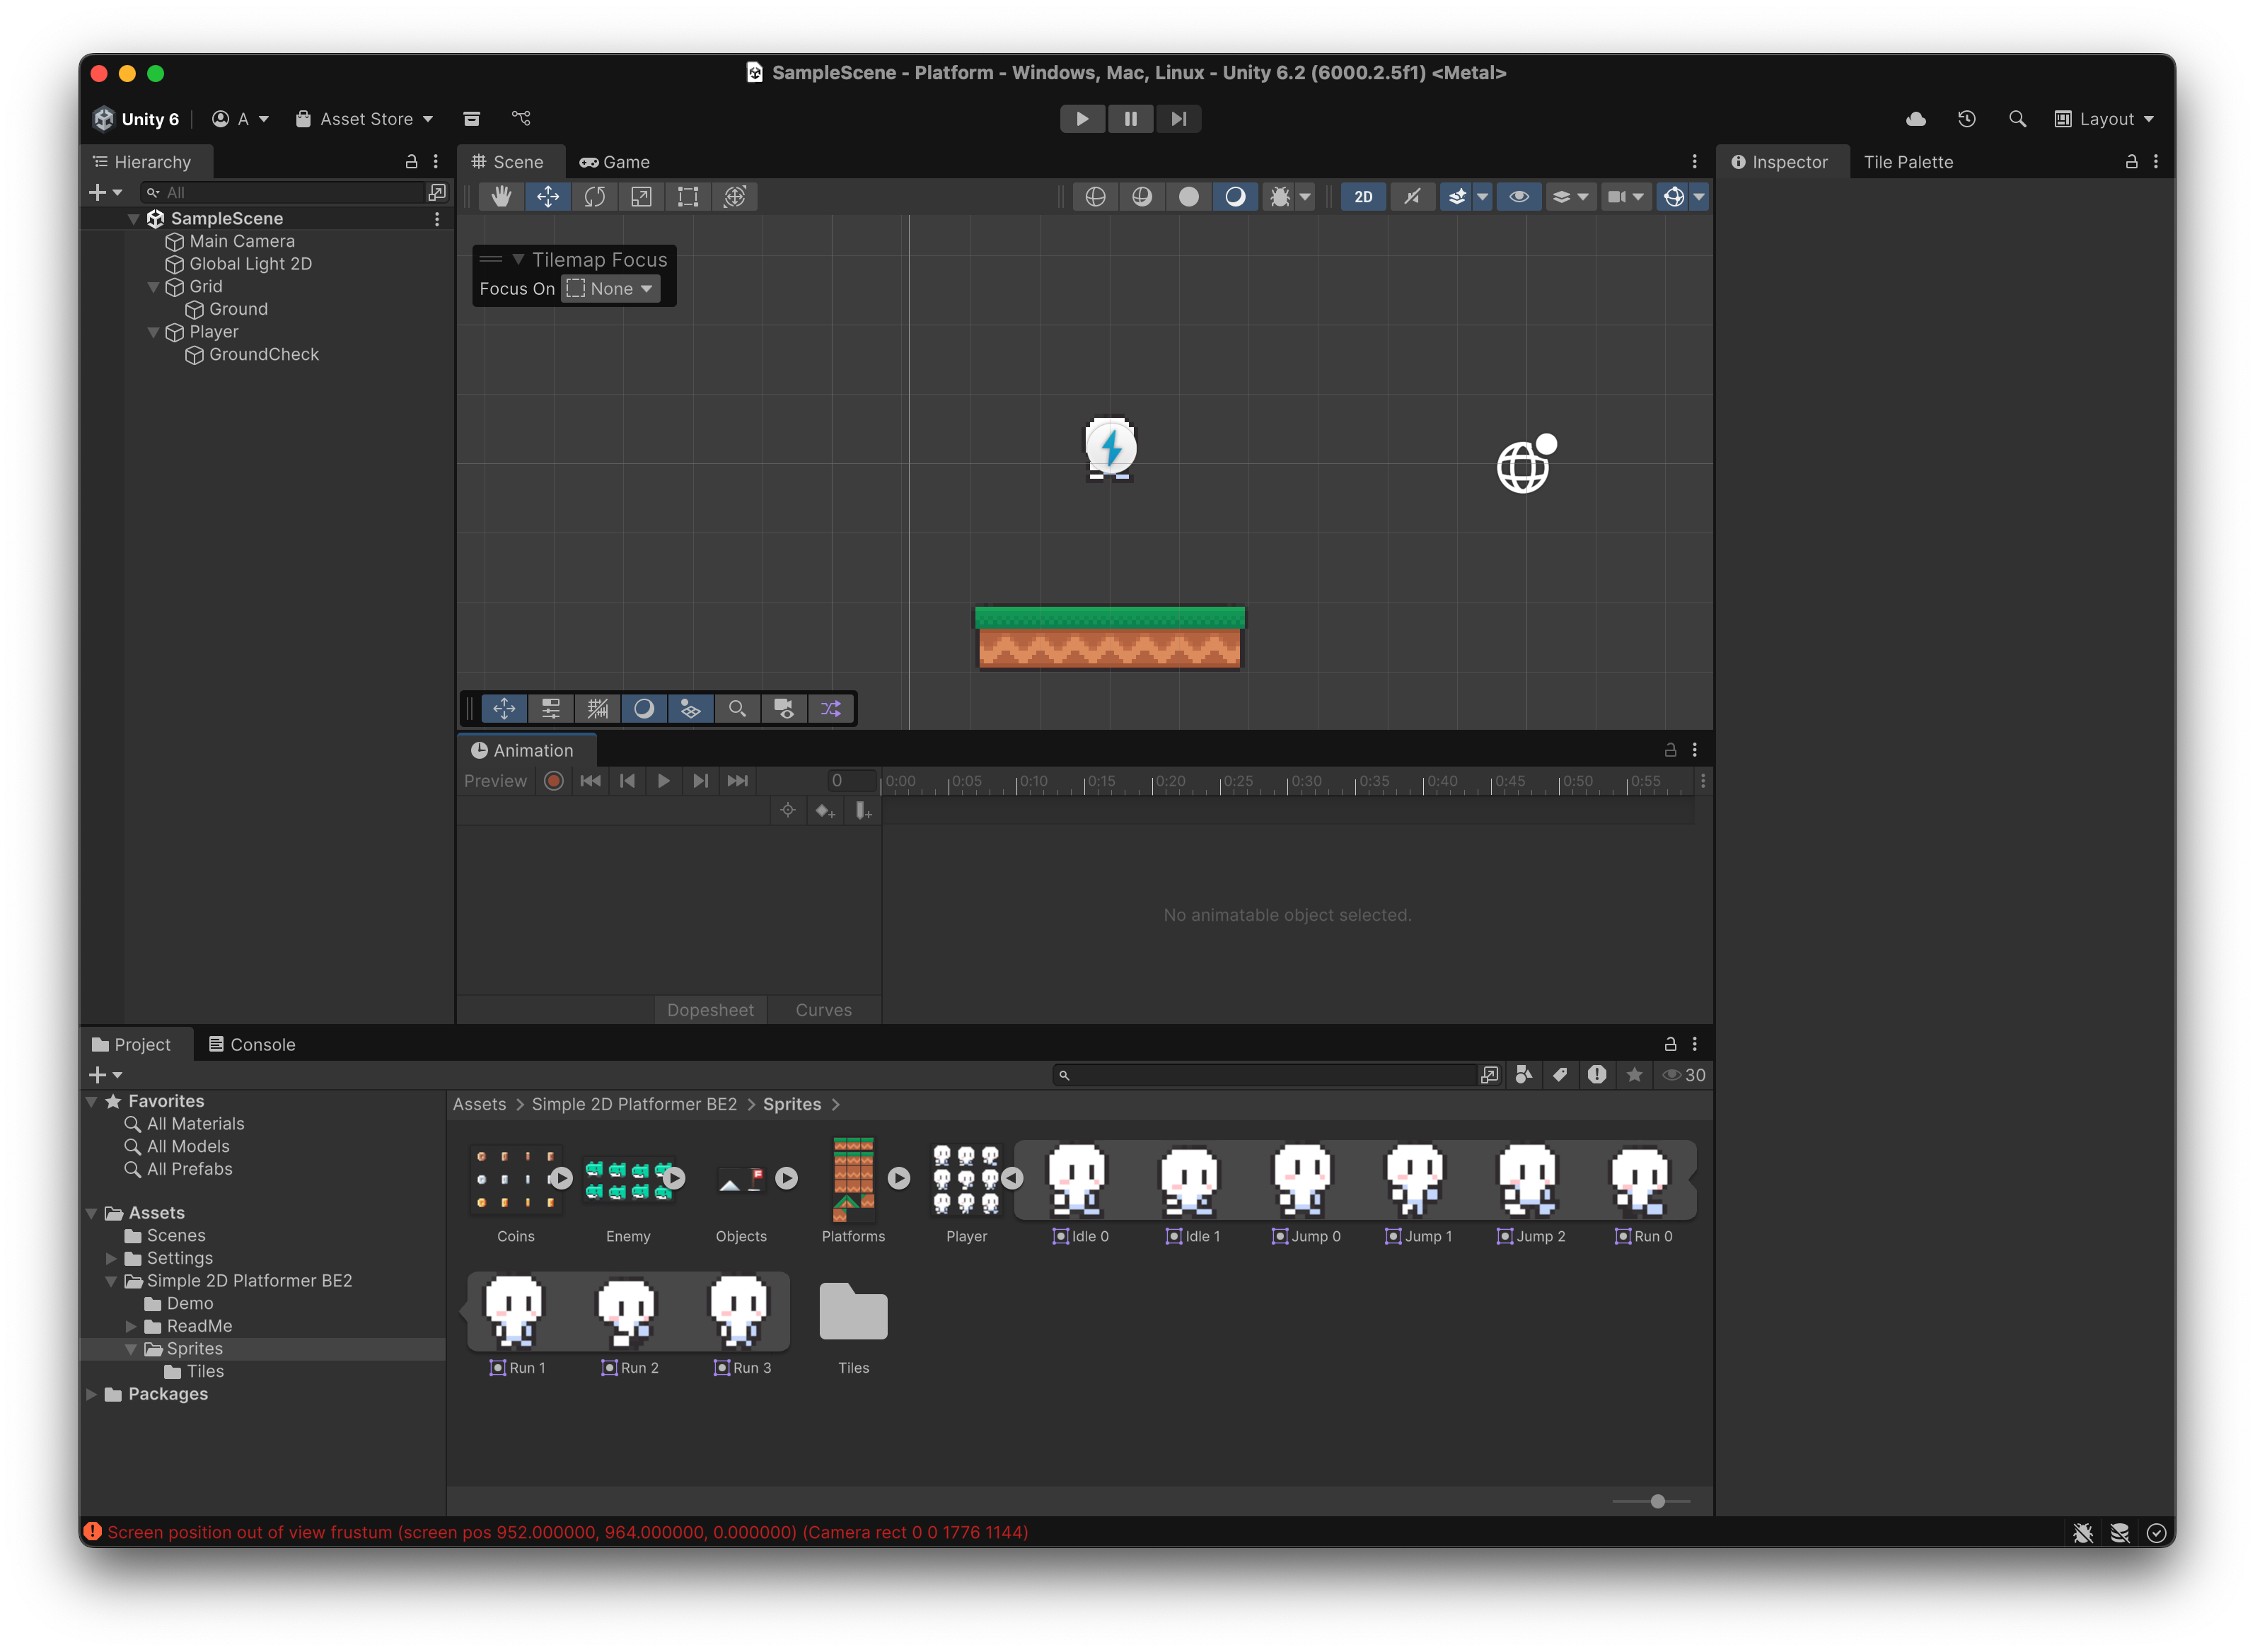 SampleScene - Platform - Windows, Mac, Linux - Unity 6.2 (6000.2.5f1) <Metal>
Unity 6
A
Asset Store
Layout
Hierarchy
All
SampleScene
Main Camera
Global Light 2D
Grid
Ground
Player
GroundCheck
Scene
Game
2D
Tilemap Focus
Focus On
None
Inspector
Tile Palette
Animation
Preview
0
0:00
0:05
0:10
0:15
0:20
0:25
0:30
0:35
0:40
0:45
0:50
0:55
No animatable object selected.
Dopesheet
Curves
Project
Console
30
Favorites
All Materials
All Models
All Prefabs
Assets
Scenes
Settings
Simple 2D Platformer BE2
Demo
ReadMe
Sprites
Tiles
Packages
Assets > Simple 2D Platformer BE2 > Sprites >
Coins
Enemy
Objects
Platforms
Player
Idle 0
Idle 1
Jump 0
Jump 1
Jump 2
Run 0
Run 1
Run 2
Run 3
Tiles
Screen position out of view frustum (screen pos 952.000000, 964.000000, 0.000000) (Camera rect 0 0 1776 1144)